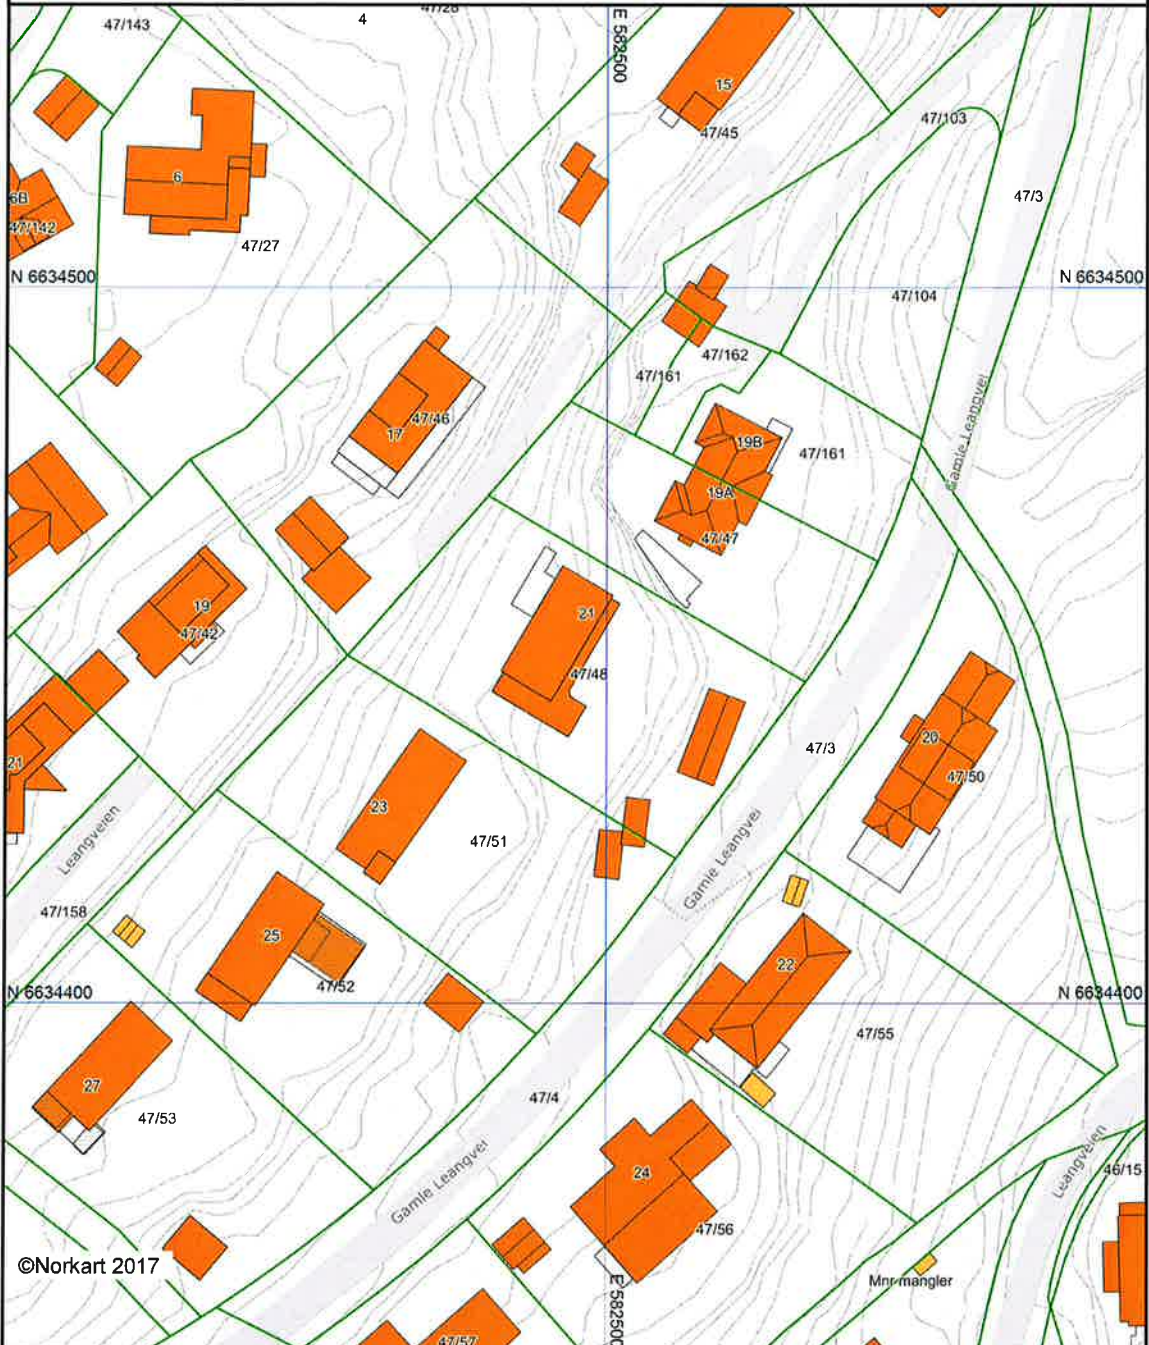 47/143
4
47/28
E 582500
15
47/45
47/103
6
6B
47/142
47/27
47/3
N 6634500
N 6634500
47/104
47/162
47/161
47/46
17
19B
47/161
Gamle Leangvei
19A
47/47
19
47/42
21
47/48
21
47/3
20
47/50
23
47/51
Leangveien
Gamle Leangvei
47/158
25
22
47/52
N 6634400
N 6634400
47/55
27
47/53
47/4
Gamle Leangvei
24
47/56
Leangveien
46/15
©Norkart 2017
Mnr mangler
E 582500
47/57